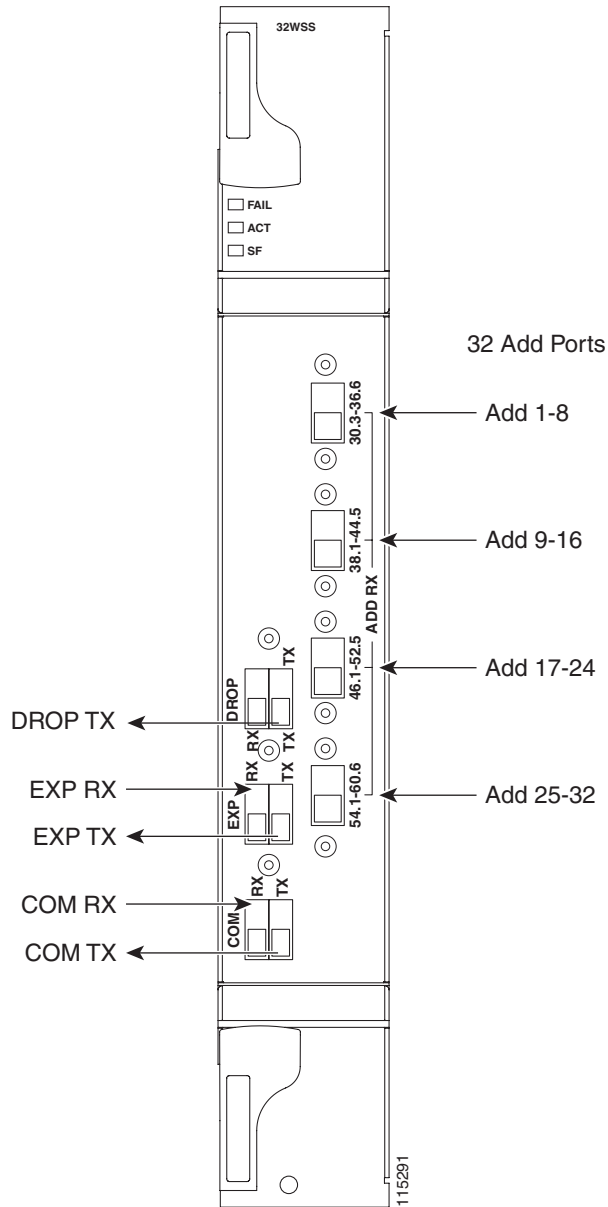 32WSS
FAIL
ACT
SF
32 Add Ports
30.3-36.6
Add 1-8
38.1-44.5
Add 9-16
ADD RX
46.1-52.5
Add 17-24
TX
DROP
DROP TX
RX
TX
54.1-60.6
Add 25-32
RX
EXP
EXP RX
EXP TX
RX
TX
COM
COM RX
COM TX
115291